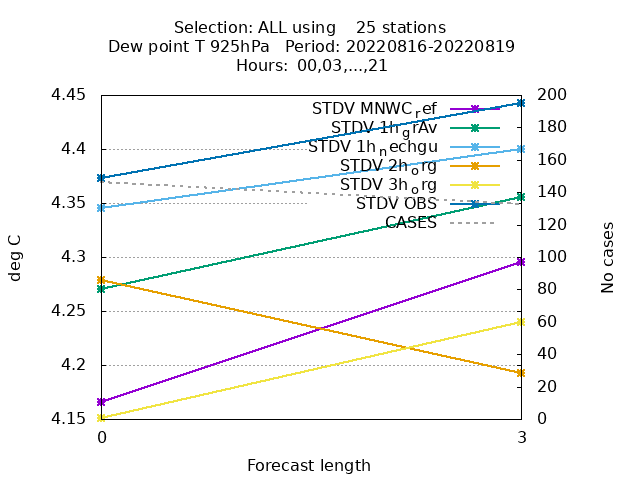 Selection: ALL using    25 stations
Dew point T 925hPa   Period: 20220816-20220819
Hours: 00,03,...,21
4.45
4.4
4.35
4.3
4.25
4.2
4.15
200
180
160
140
120
100
80
60
40
20
0
STDV MNWC_ref
STDV 1h_grAv
STDV 1h_nechgu
STDV 2h_org
STDV 3h_org
STDV OBS
CASES
deg C
No cases
0 3
Forecast length